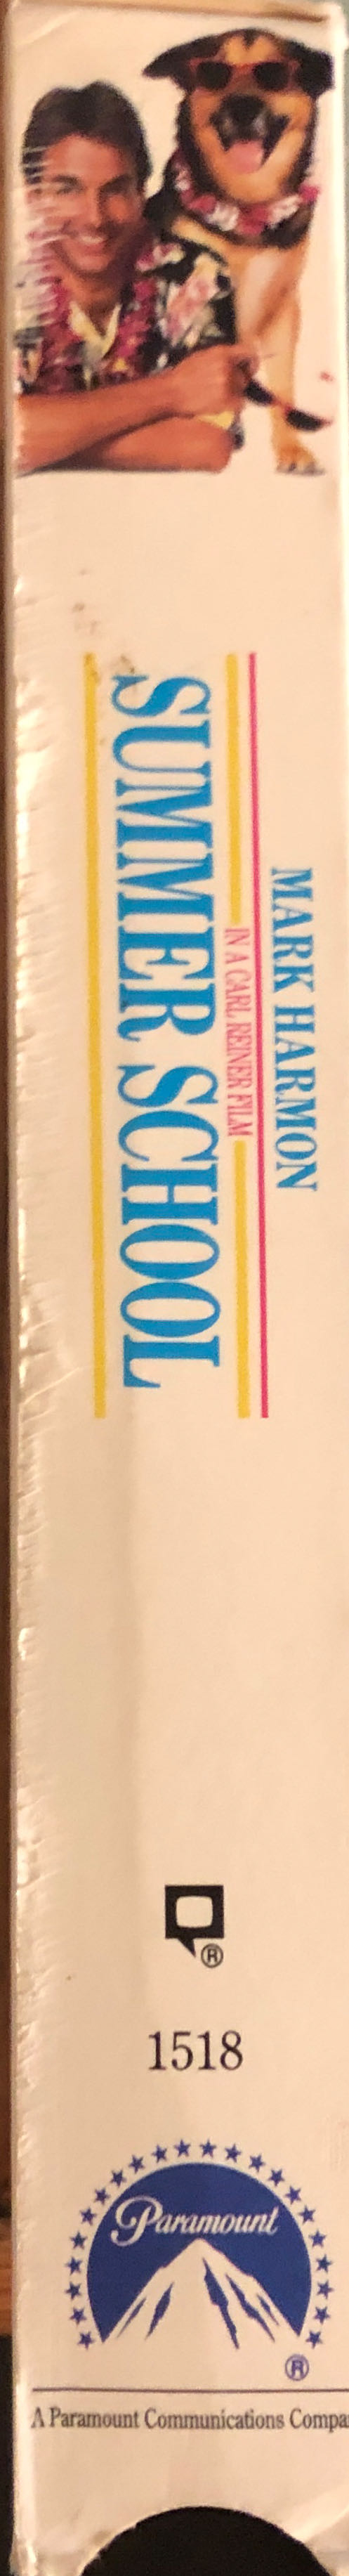 MARK HARMON
IN A CARL REINER FILM
SUMMER SCHOOL
®
1518
Paramount
®
A Paramount Communications Compa